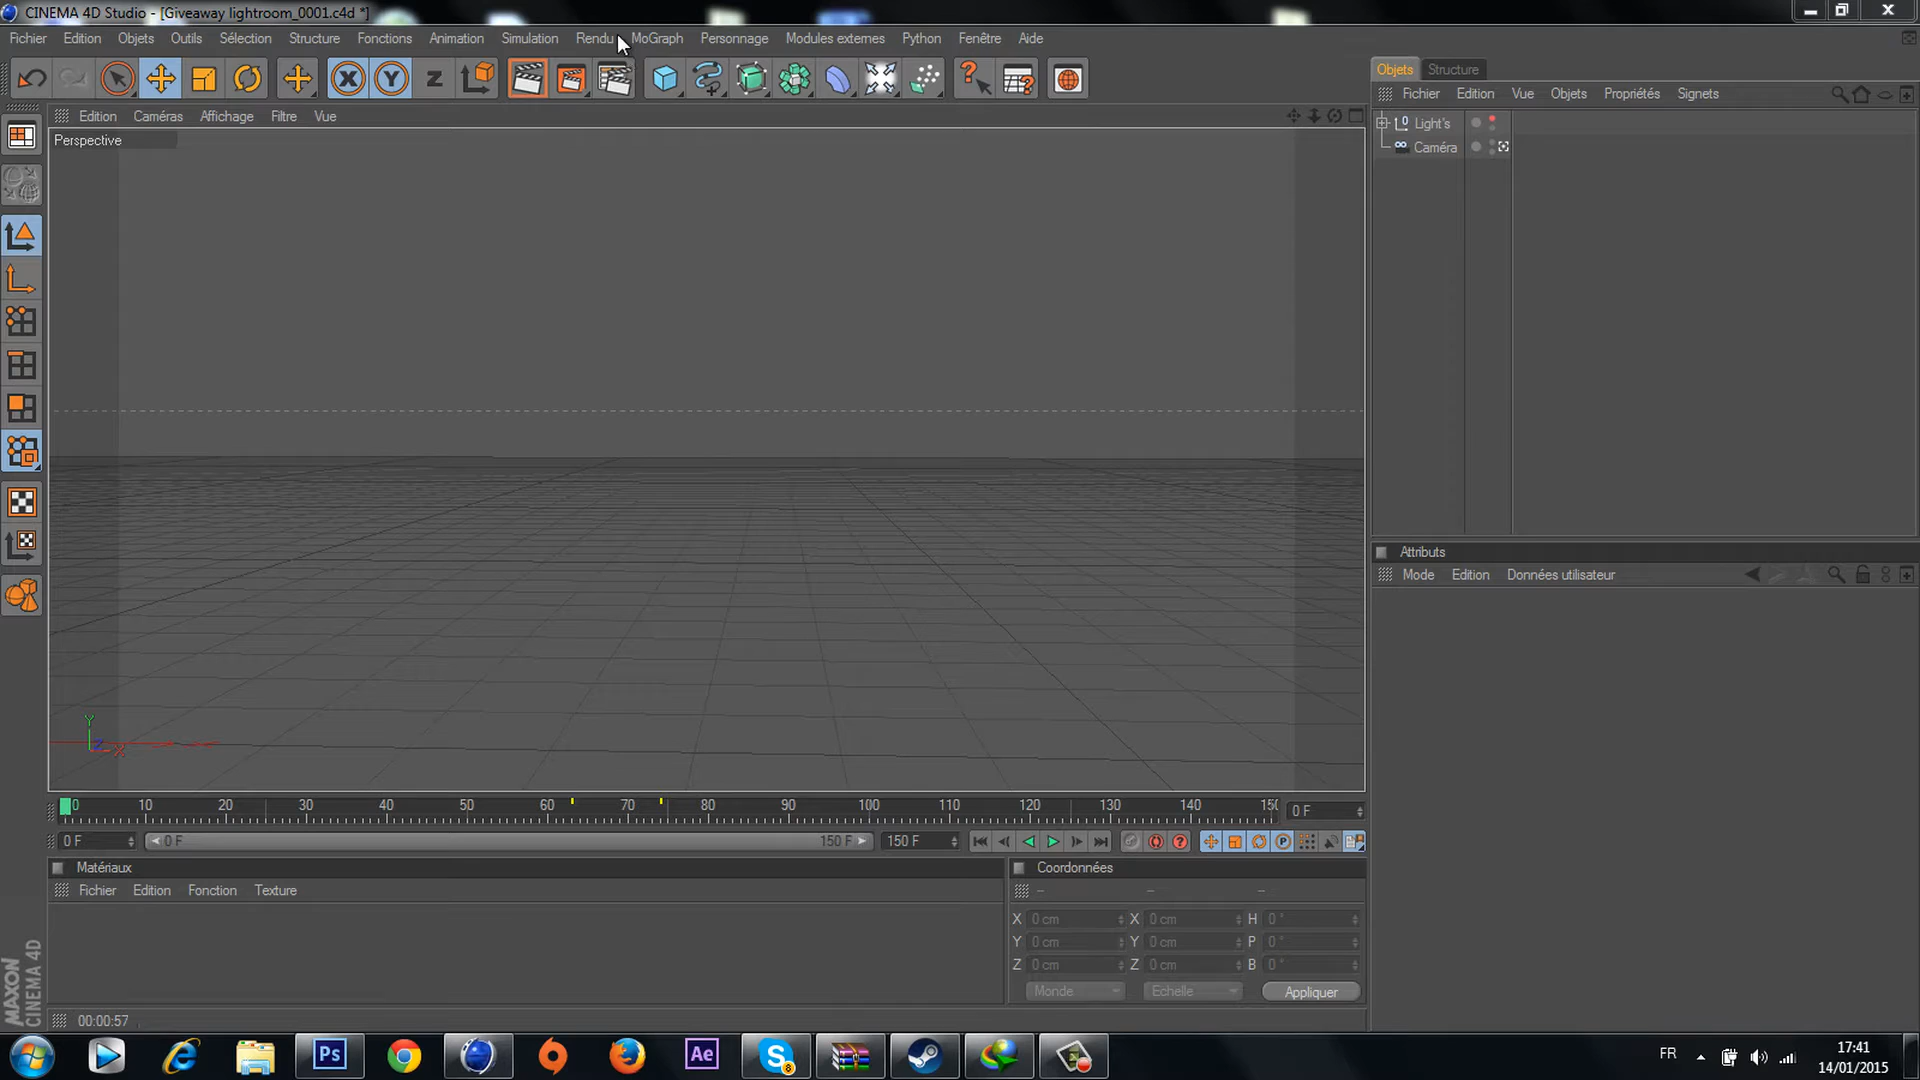 CINEMA 4D Studio - [Giveaway lightroom_0001.c4d *]
Fichier Edition Objets Outils Sélection Structure Fonctions Animation Simulation Rendu MoGraph Personnage Modules externes Python Fenêtre Aide
X Y Z
Objets Structure
Fichier Edition Vue Objets Propriétés Signets
Edition Caméras Affichage Filtre Vue
Perspective
Light's
Caméra
Attributs
Mode Edition Données utilisateur
Y
Z X
0 10 20 30 40 50 60 70 80 90 100 110 120 130 140 150
0 F
0 F 0 F 150 F 150 F
Matériaux
Fichier Edition Fonction Texture
Coordonnées
-- -- --
X 0 cm X 0 cm H 0 °
Y 0 cm Y 0 cm P 0 °
Z 0 cm Z 0 cm B 0 °
Monde Echelle Appliquer
MAXON
CINEMA 4D
00:00:57
Ps
Ae
S 8
FR
17:41
14/01/2015